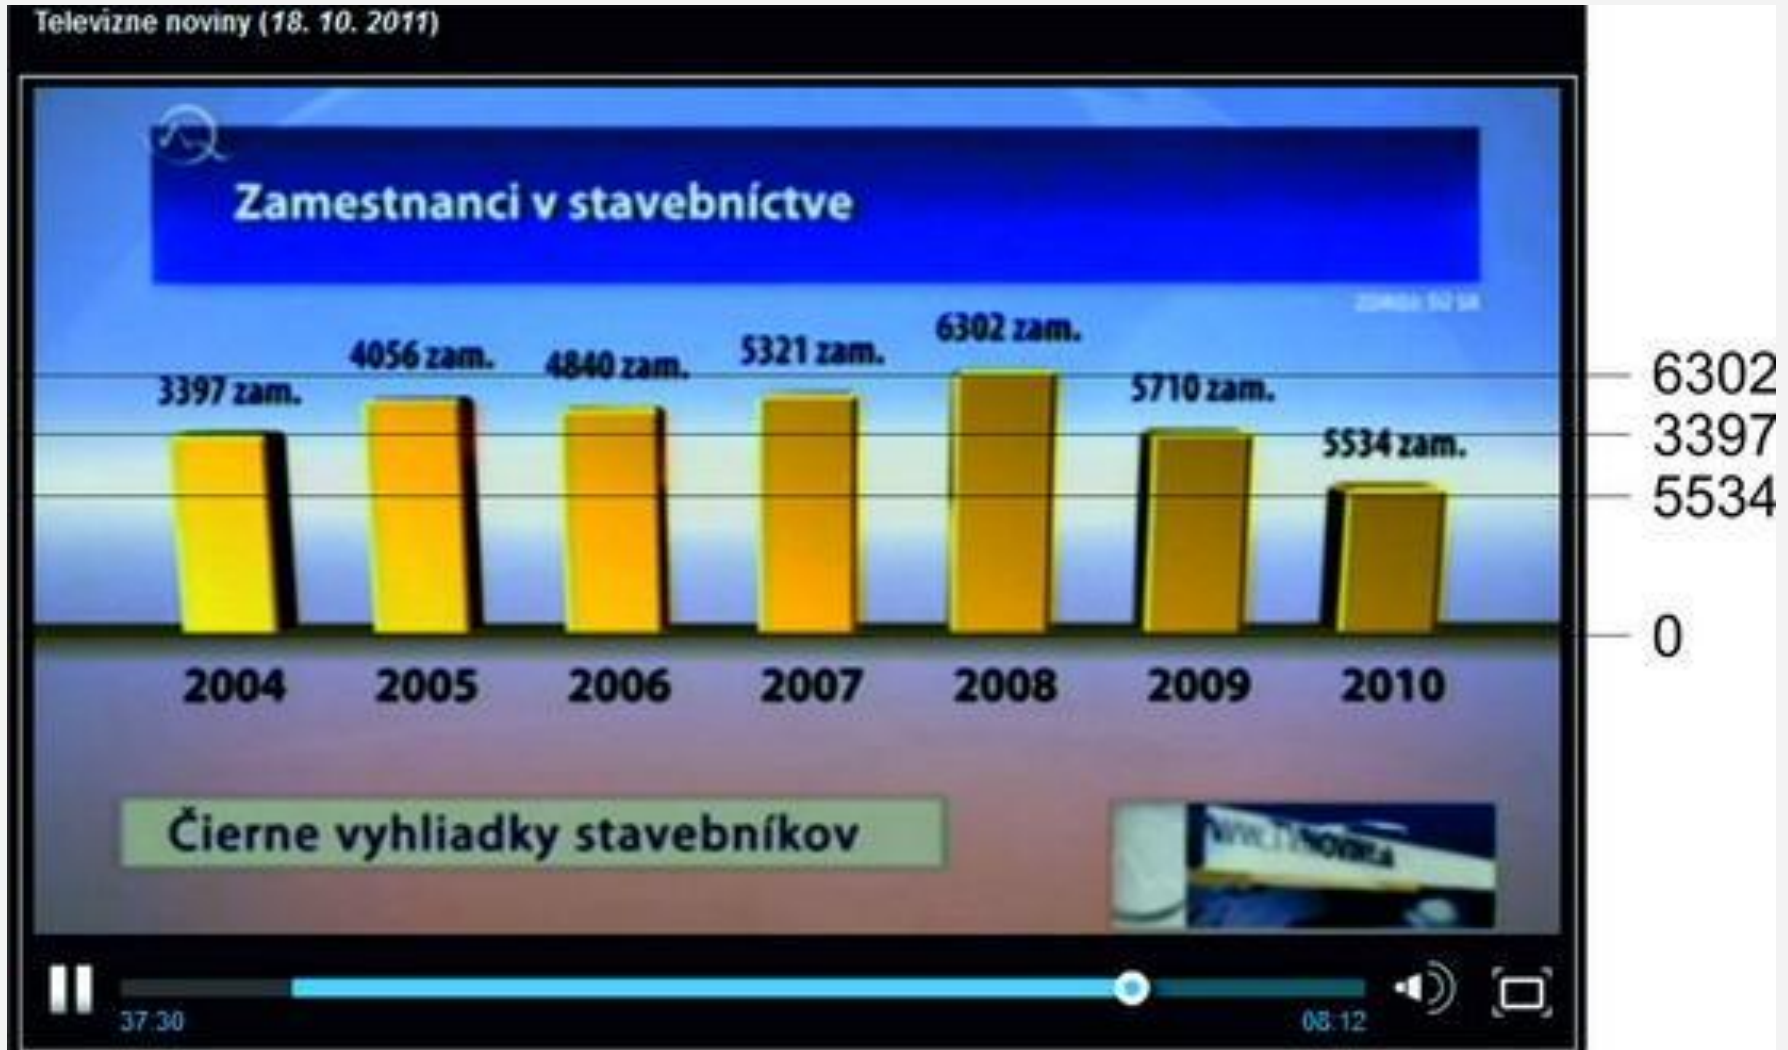 Televízne noviny (18. 10. 2011)
Zamestnanci v stavebníctve
3397 zam.
4056 zam.
4840 zam.
5321 zam.
6302 zam.
5710 zam.
5534 zam.
6302
3397
5534
0
2004 2005 2006 2007 2008 2009 2010
Čierne vyhliadky stavebníkov
37:30
08:12